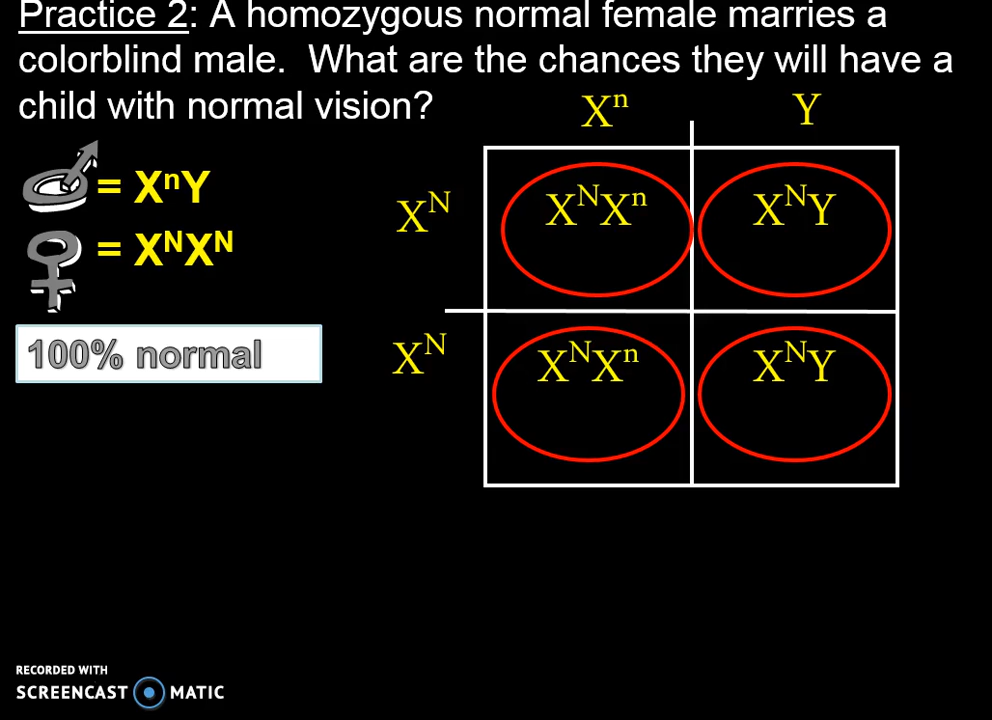 Practice 2: A homozygous normal female marries a
colorblind male. What are the chances they will have a
child with normal vision?
Xⁿ Y
= XⁿY
= XᴺXᴺ
100% normal
Xᴺ XᴺXⁿ XᴺY
Xᴺ XᴺXⁿ XᴺY
RECORDED WITH
SCREENCAST MATIC